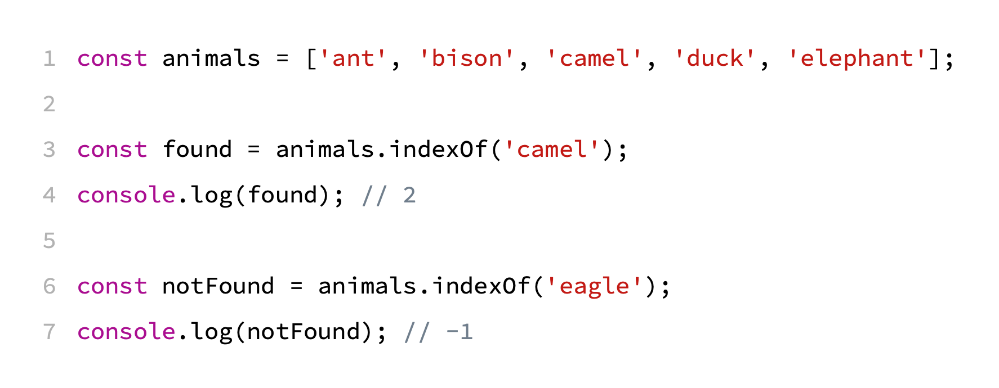 1 const animals = ['ant', 'bison', 'camel', 'duck', 'elephant'];
2
3 const found = animals.indexOf('camel');
4 console.log(found); // 2
5
6 const notFound = animals.indexOf('eagle');
7 console.log(notFound); // -1